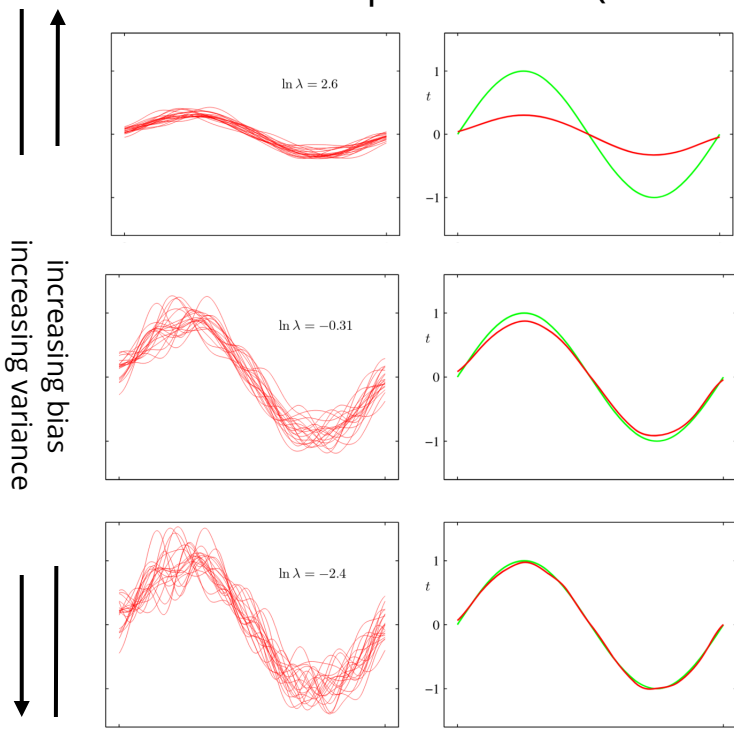 ln λ = 2.6
t
1
0
−1
increasing bias
increasing variance
ln λ = −0.31
t
1
0
−1
ln λ = −2.4
t
1
0
−1